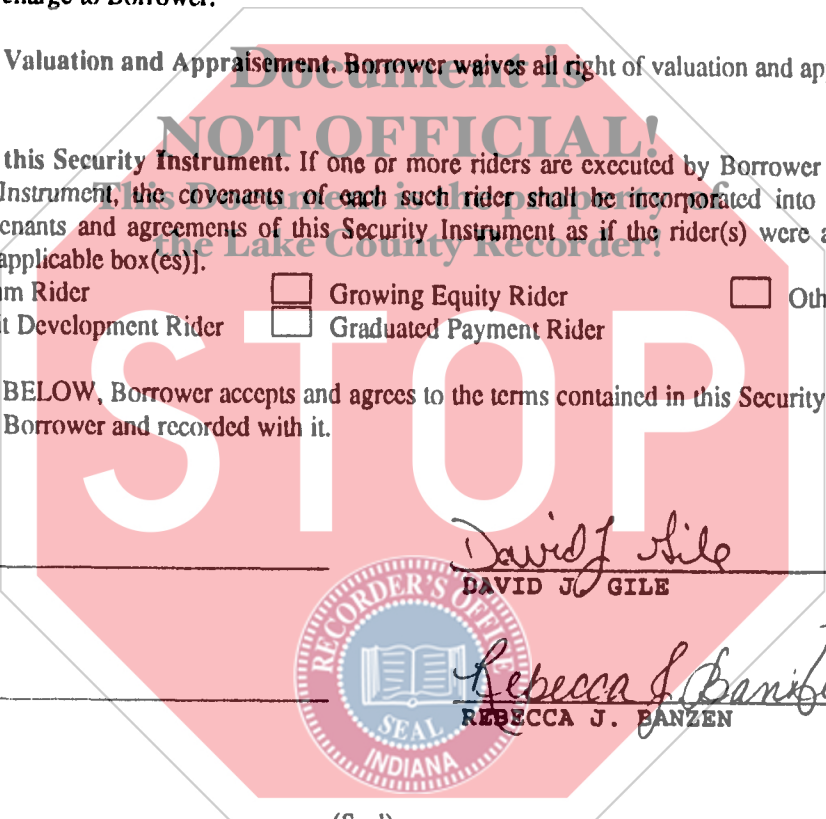 charge to Borrower.
Valuation and Appraisement. Borrower waives all right of valuation and ap
Document is
NOT OFFICIAL!
This Document is the property of
the Lake County Recorder!
this Security Instrument. If one or more riders are executed by Borrower
Instrument, the covenants of each such rider shall be incorporated into
enants and agreements of this Security Instrument as if the rider(s) were a
applicable box(es)].
m Rider
Growing Equity Rider
Oth
it Development Rider
Graduated Payment Rider
STOP
BELOW, Borrower accepts and agrees to the terms contained in this Security
Borrower and recorded with it.
David J Gile
DAVID J. GILE
RECORDER'S OFFICE
SEAL
INDIANA
Rebecca J. Banzen
REBECCA J. BANZEN
(Seal)